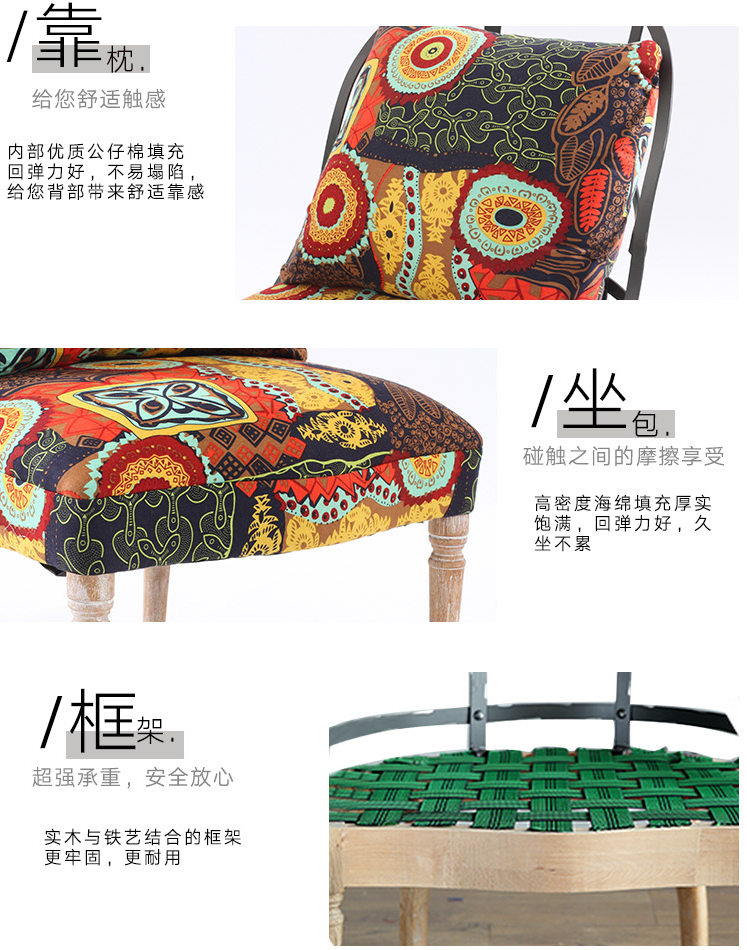 /靠枕.
给您舒适触感
内部优质公仔棉填充
回弹力好，不易塌陷，
给您背部带来舒适靠感
/坐包.
碰触之间的摩擦享受
高密度海绵填充厚实
饱满，回弹力好，久
坐不累
/框架.
超强承重，安全放心
实木与铁艺结合的框架
更牢固，更耐用